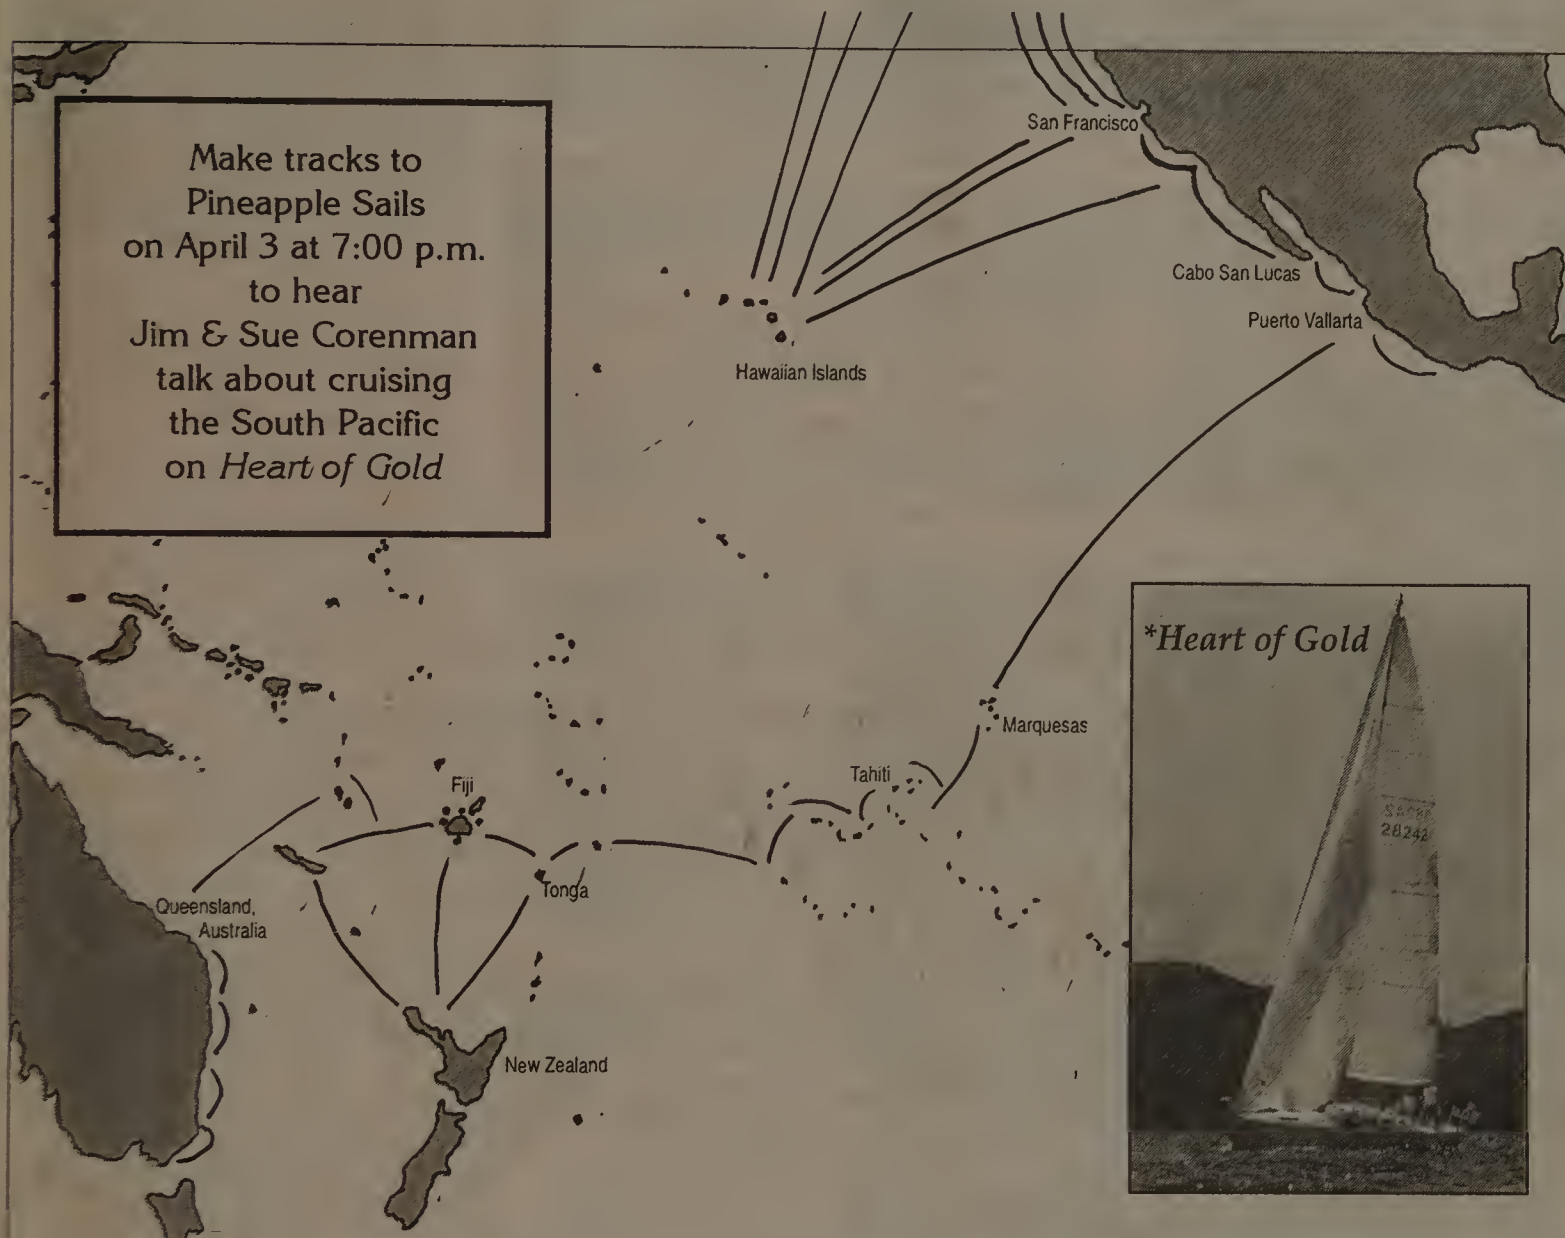 Make tracks to
Pineapple Sails
on April 3 at 7:00 p.m.
to hear
Jim & Sue Corenman
talk about cruising
the South Pacific
on Heart of Gold
San Francisco
Cabo San Lucas
Puerto Vallarta
Hawaiian Islands
*Heart of Gold
28242
Marquesas
Tahiti
Fiji
Tonga
Queensland,
Australia
New Zealand